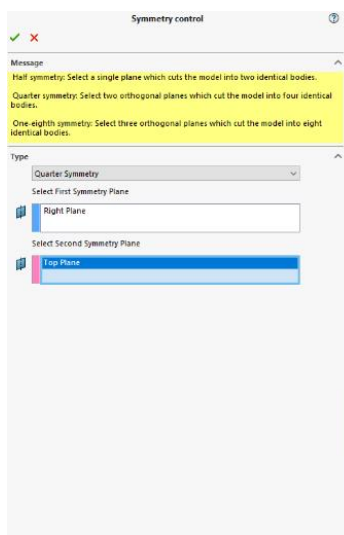 Symmetry control
Message
Half symmetry: Select a single plane which cuts the model into two identical bodies.
Quarter symmetry: Select two orthogonal planes which cut the model into four identical
bodies.
One-eighth symmetry: Select three orthogonal planes which cut the model into eight
identical bodies.
Type
Quarter Symmetry
Select First Symmetry Plane
Right Plane
Select Second Symmetry Plane
Top Plane